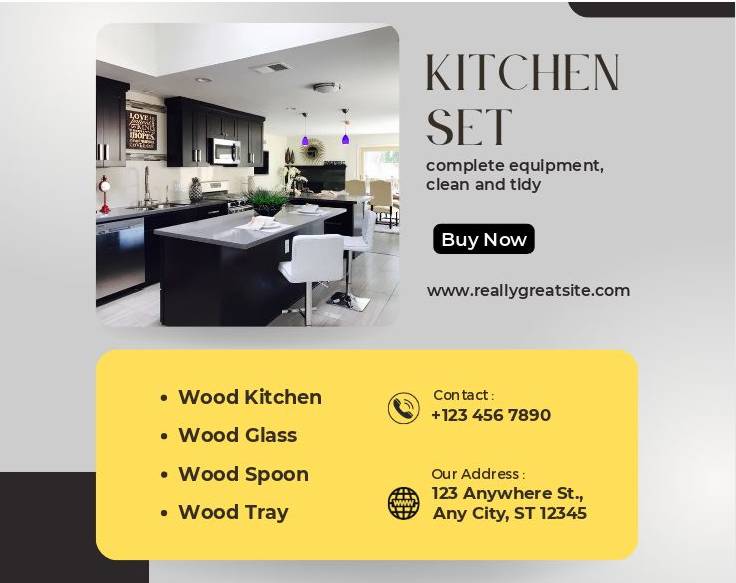 KITCHEN
SET
complete equipment,
clean and tidy
Buy Now
www.reallygreatsite.com
• Wood Kitchen
• Wood Glass
• Wood Spoon
• Wood Tray
Contact :
+123 456 7890
Our Address :
123 Anywhere St.,
Any City, ST 12345